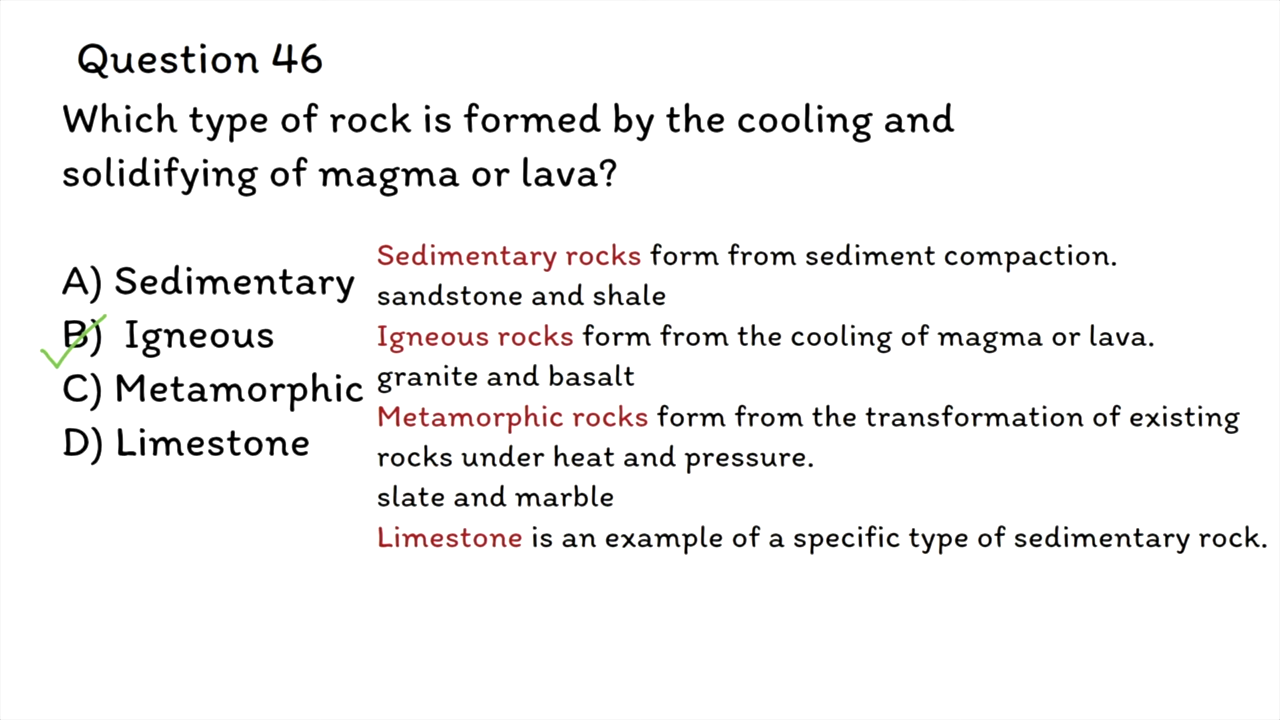 Question 46
Which type of rock is formed by the cooling and
solidifying of magma or lava?
A) Sedimentary
B) Igneous
C) Metamorphic
D) Limestone
Sedimentary rocks form from sediment compaction.
sandstone and shale
Igneous rocks form from the cooling of magma or lava.
granite and basalt
Metamorphic rocks form from the transformation of existing
rocks under heat and pressure.
slate and marble
Limestone is an example of a specific type of sedimentary rock.